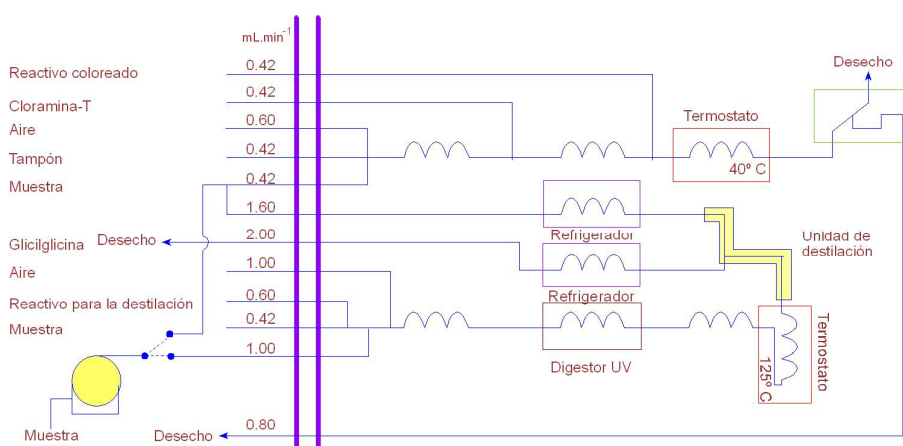 mL.min⁻¹
Reactivo coloreado 0.42
Cloramina-T 0.42
Aire 0.60
Tampón 0.42
Muestra 0.42
1.60
Glicilglicina Desecho 2.00
Aire 1.00
Reactivo para la destilación 0.60
Muestra 0.42
1.00
Muestra
Desecho 0.80
Desecho
Termostato
40º C
Refrigerador
Refrigerador
Unidad de
destilación
Digestor UV
Termostato
125º C